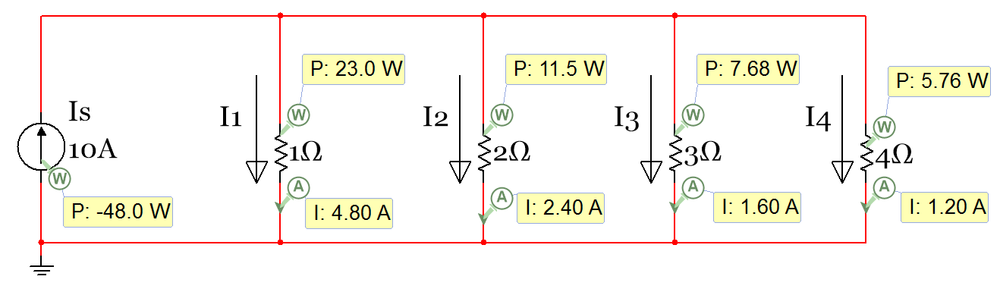 P: 23.0 W
P: 11.5 W
P: 7.68 W
P: 5.76 W
Is
10A
W
P: -48.0 W
I1
W
1Ω
A
I: 4.80 A
I2
W
2Ω
A
I: 2.40 A
I3
W
3Ω
A
I: 1.60 A
I4
W
4Ω
A
I: 1.20 A